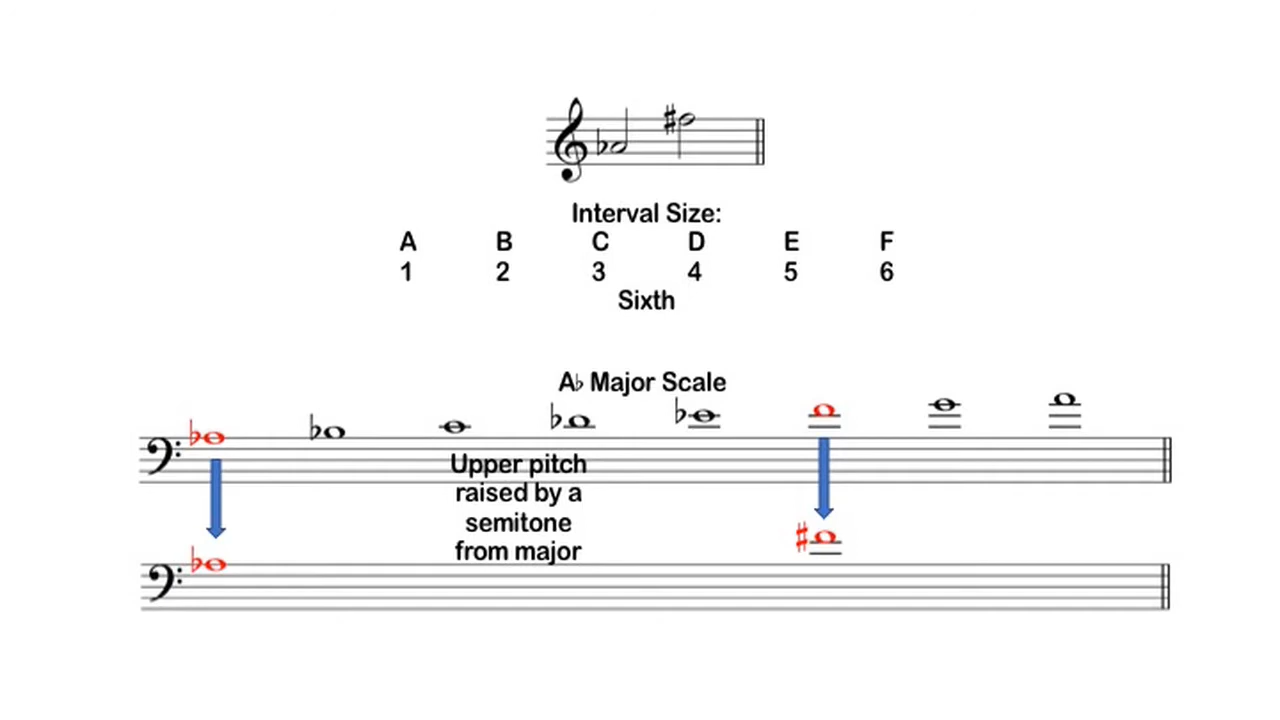 Interval Size:
A B C D E F
1 2 3 4 5 6
Sixth
A♭ Major Scale
Upper pitch
raised by a
semitone
from major